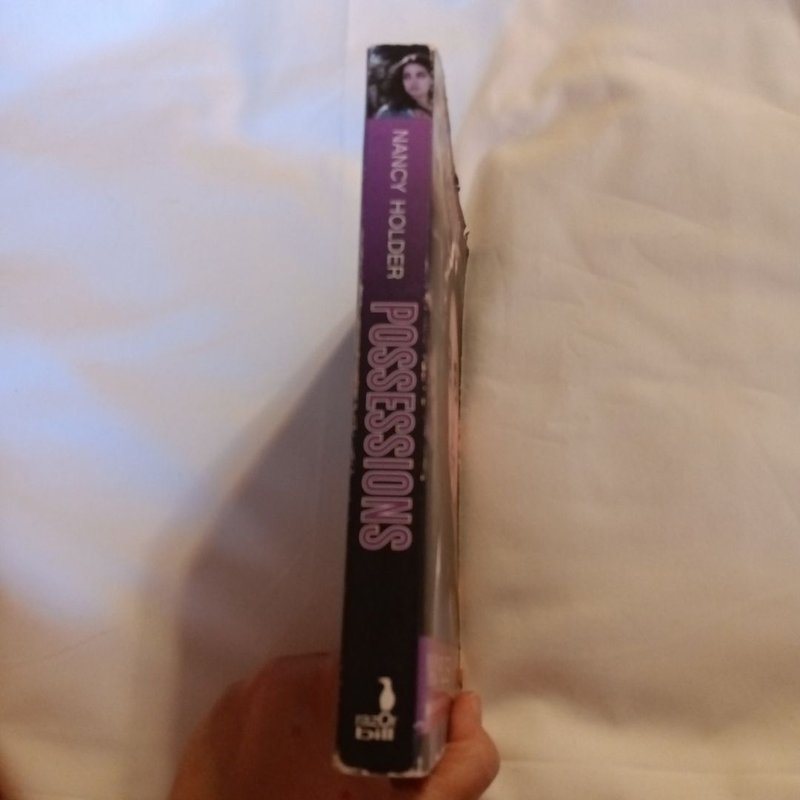 NANCY HOLDER
POSSESSIONS
razOr
bill